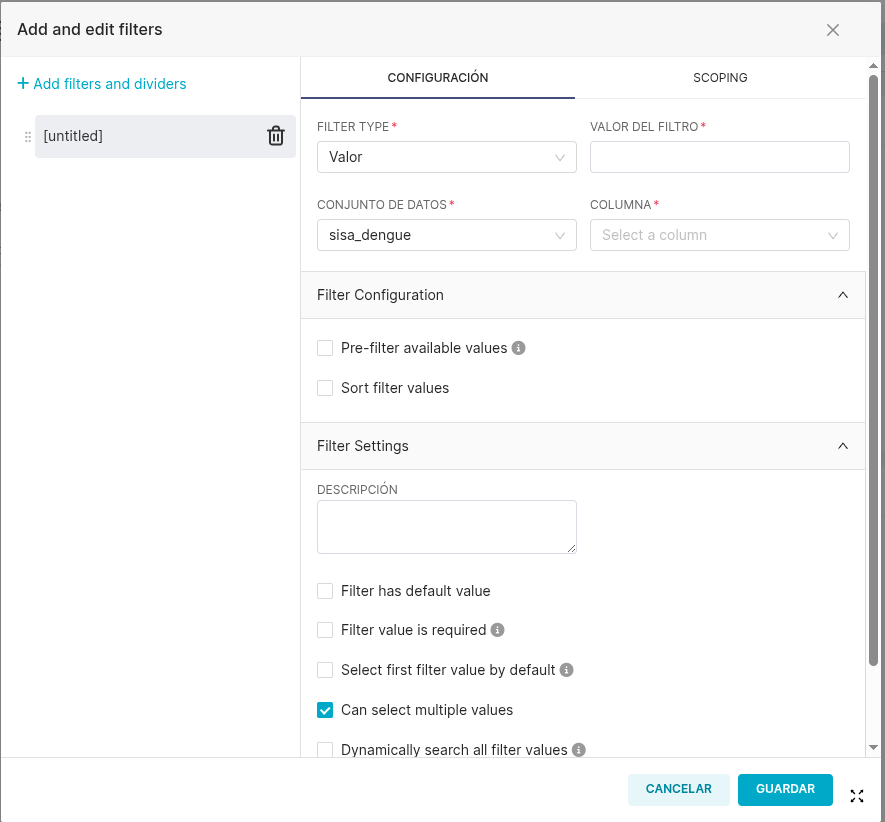 Add and edit filters
+ Add filters and dividers
[untitled]
CONFIGURACIÓN
SCOPING
FILTER TYPE *
VALOR DEL FILTRO *
Valor
CONJUNTO DE DATOS *
COLUMNA *
sisa_dengue
Select a column
Filter Configuration
Pre-filter available values
Sort filter values
Filter Settings
DESCRIPCIÓN
Filter has default value
Filter value is required
Select first filter value by default
Can select multiple values
Dynamically search all filter values
CANCELAR
GUARDAR